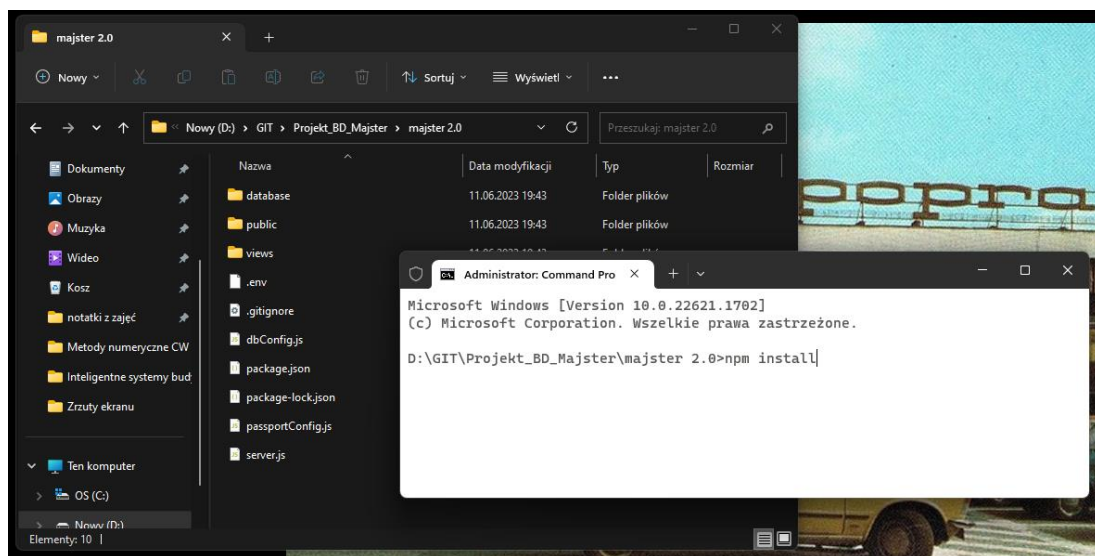 majster 2.0
Nowy
Sortuj
Wyświetl
Nowy (D:) > GIT > Projekt_BD_Majster > majster 2.0
Przeszukaj: majster 2.0
Dokumenty
Obrazy
Muzyka
Wideo
Kosz
notatki z zajęć
Metody numeryczne CW
Inteligentne systemy bud
Zrzuty ekranu
Ten komputer
OS (C:)
Nowy (D:)
Nazwa Data modyfikacji Typ Rozmiar
database 11.06.2023 19:43 Folder plików
public 11.06.2023 19:43 Folder plików
views
.env
.gitignore
dbConfig.js
package.json
package-lock.json
passportConfig.js
server.js
Elementy: 10
Administrator: Command Pro
Microsoft Windows [Version 10.0.22621.1702]
(c) Microsoft Corporation. Wszelkie prawa zastrzeżone.
D:\GIT\Projekt_BD_Majster\majster 2.0>npm install
popra